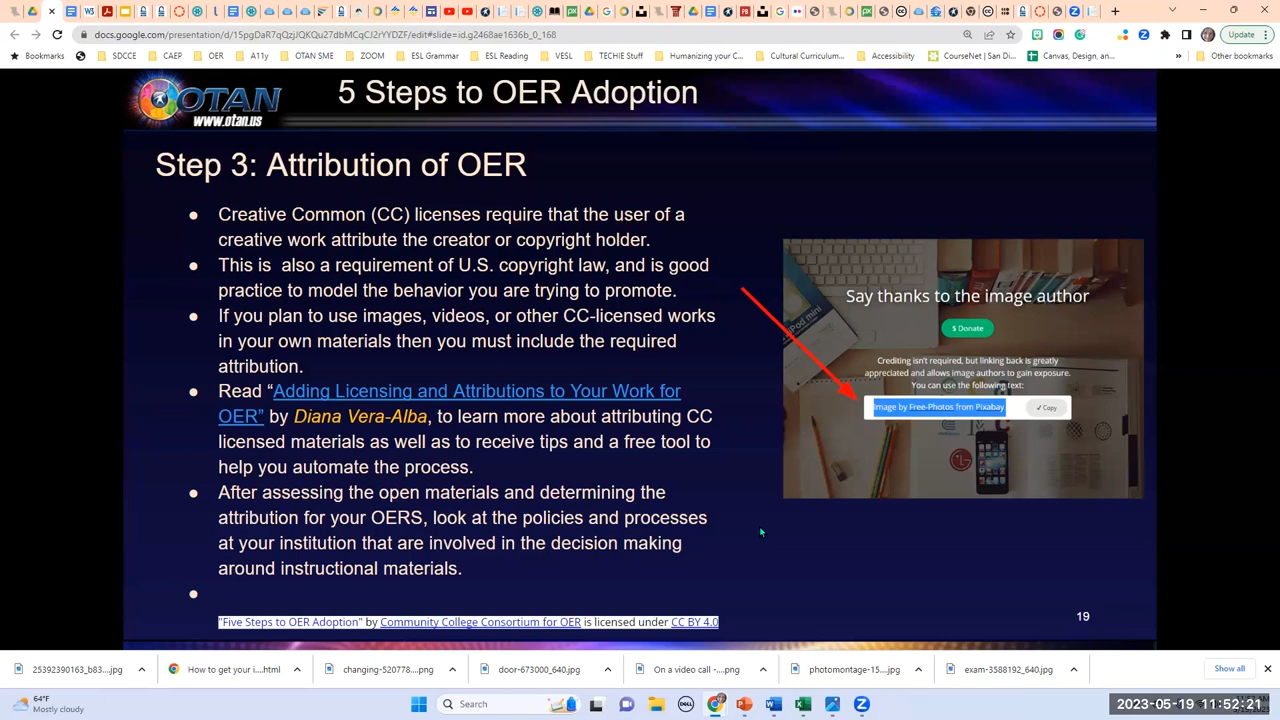 docs.google.com/presentation/d/15pgDaR7qQzjJQKQu27dbMCqCJ2rYYDZF/edit#slide=id.g2468ae1636b_0_168
Update
Bookmarks
SDCCE
CAEP
OER
A11y
OTAN SME
ZOOM
ESL Grammar
ESL Reading
VESL
TECHIE Stuff
Humanizing your C...
Cultural Curriculum...
Accessibility
CourseNet | San Di...
Canvas, Design, an...
Other bookmarks
OTAN
www.otan.us
5 Steps to OER Adoption
Step 3: Attribution of OER
● Creative Common (CC) licenses require that the user of a
creative work attribute the creator or copyright holder.
● This is also a requirement of U.S. copyright law, and is good
practice to model the behavior you are trying to promote.
● If you plan to use images, videos, or other CC-licensed works
in your own materials then you must include the required
attribution.
● Read “Adding Licensing and Attributions to Your Work for
OER” by Diana Vera-Alba, to learn more about attributing CC
licensed materials as well as to receive tips and a free tool to
help you automate the process.
● After assessing the open materials and determining the
attribution for your OERS, look at the policies and processes
at your institution that are involved in the decision making
around instructional materials.
●
"Five Steps to OER Adoption" by Community College Consortium for OER is licensed under CC BY 4.0
iPod mini
Say thanks to the image author
$ Donate
Crediting isn't required, but linking back is greatly
appreciated and allows image authors to gain exposure.
You can use the following text:
Image by Free-Photos from Pixabay
✓ Copy
19
25392390163_b83....jpg
How to get your i....html
changing-520778....png
door-673000_640.jpg
On a video call -....png
photomontage-15....jpg
exam-3588192_640.jpg
Show all
64°F
Mostly cloudy
Search
DELL
2023-05-19 11:52:21